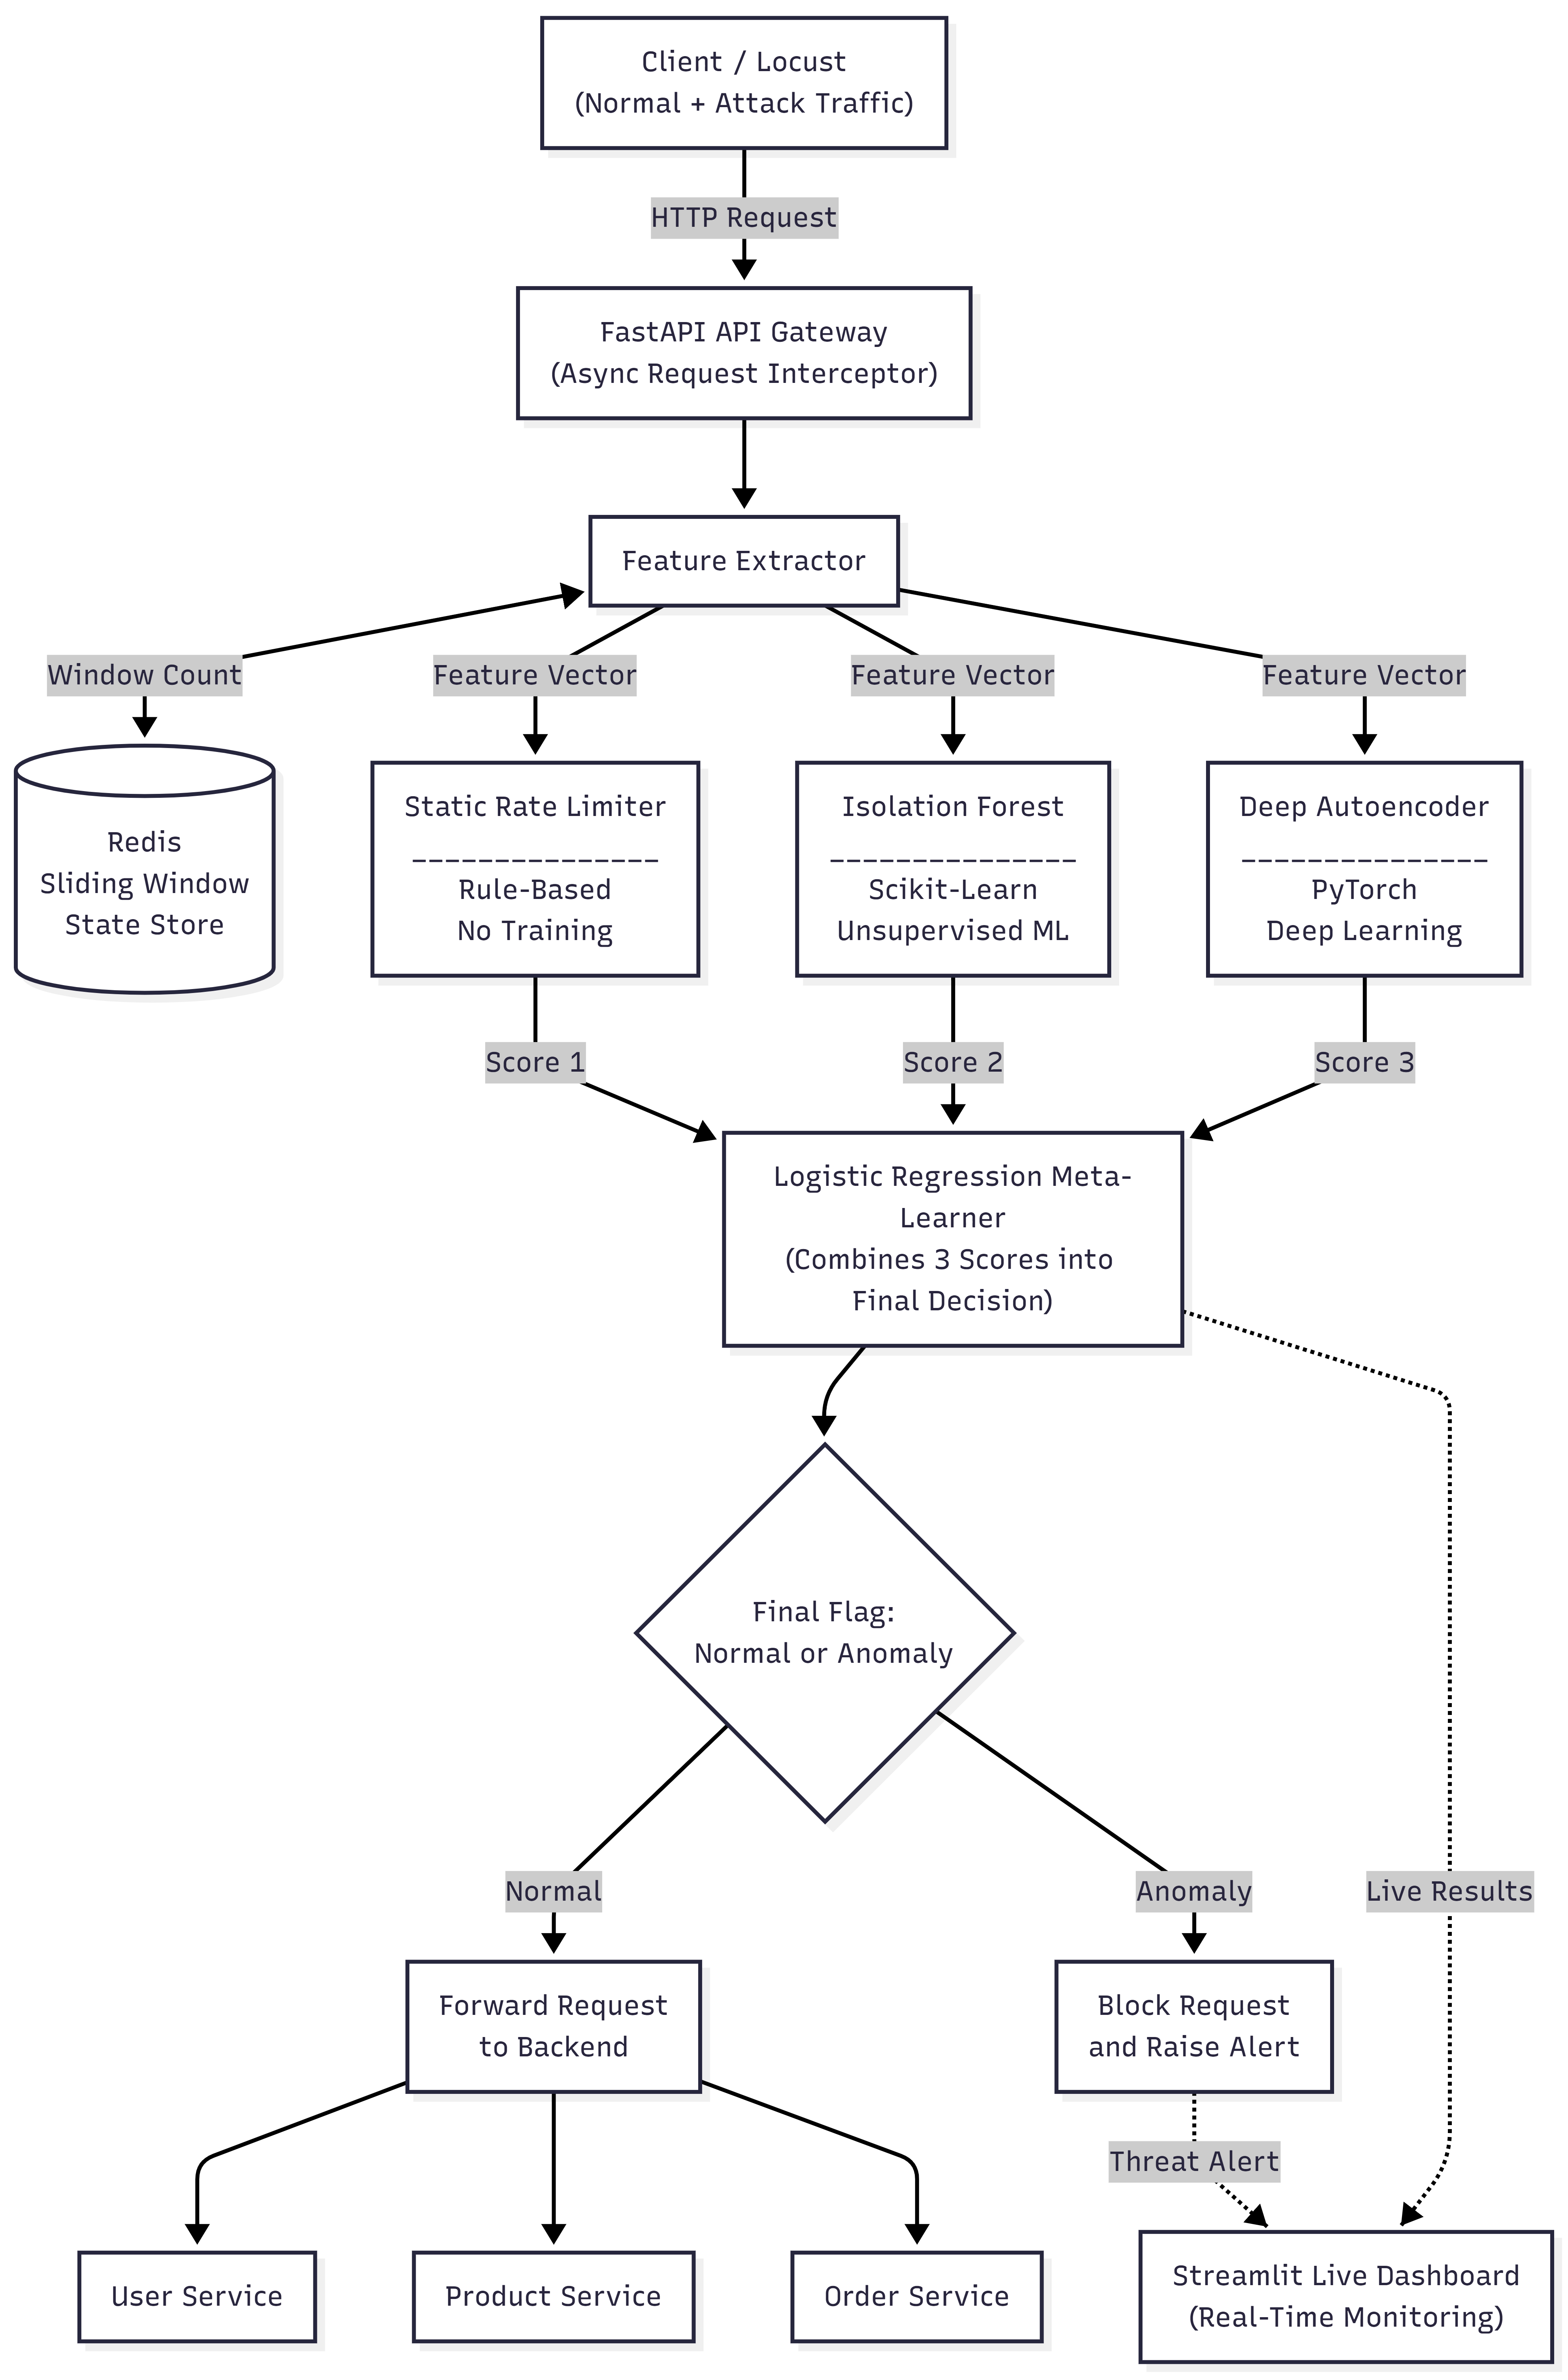 Client / Locust
(Normal + Attack Traffic)
HTTP Request
FastAPI API Gateway
(Async Request Interceptor)
Feature Extractor
Window Count
Feature Vector
Feature Vector
Feature Vector
Redis
Sliding Window
State Store
Static Rate Limiter
_______________
Rule-Based
No Training
Isolation Forest
_______________
Scikit-Learn
Unsupervised ML
Deep Autoencoder
_______________
PyTorch
Deep Learning
Score 1
Score 2
Score 3
Logistic Regression Meta-
Learner
(Combines 3 Scores into
Final Decision)
Final Flag:
Normal or Anomaly
Normal
Anomaly
Live Results
Forward Request
to Backend
Block Request
and Raise Alert
Threat Alert
User Service
Product Service
Order Service
Streamlit Live Dashboard
(Real-Time Monitoring)